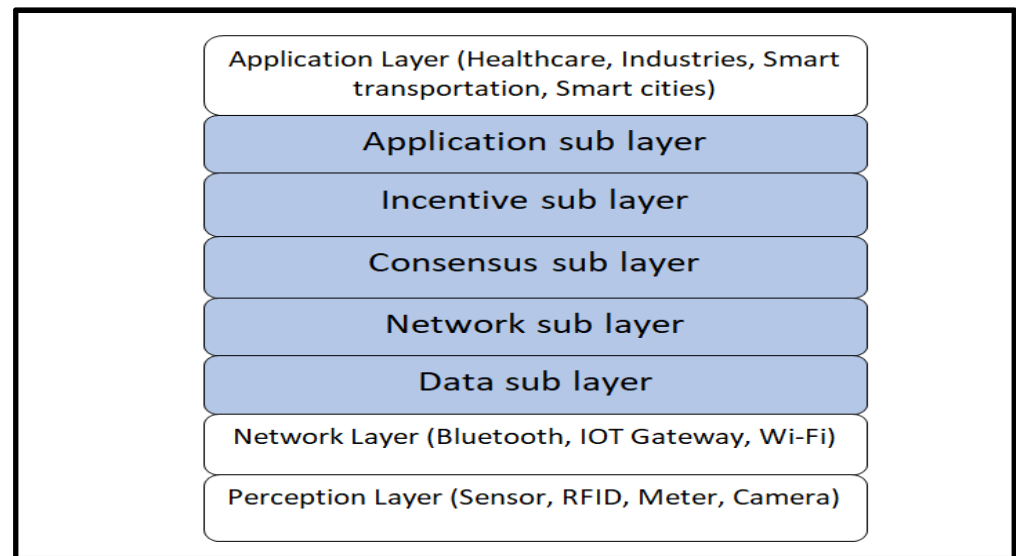 Application Layer (Healthcare, Industries, Smart
transportation, Smart cities)
Application sub layer
Incentive sub layer
Consensus sub layer
Network sub layer
Data sub layer
Network Layer (Bluetooth, IOT Gateway, Wi-Fi)
Perception Layer (Sensor, RFID, Meter, Camera)